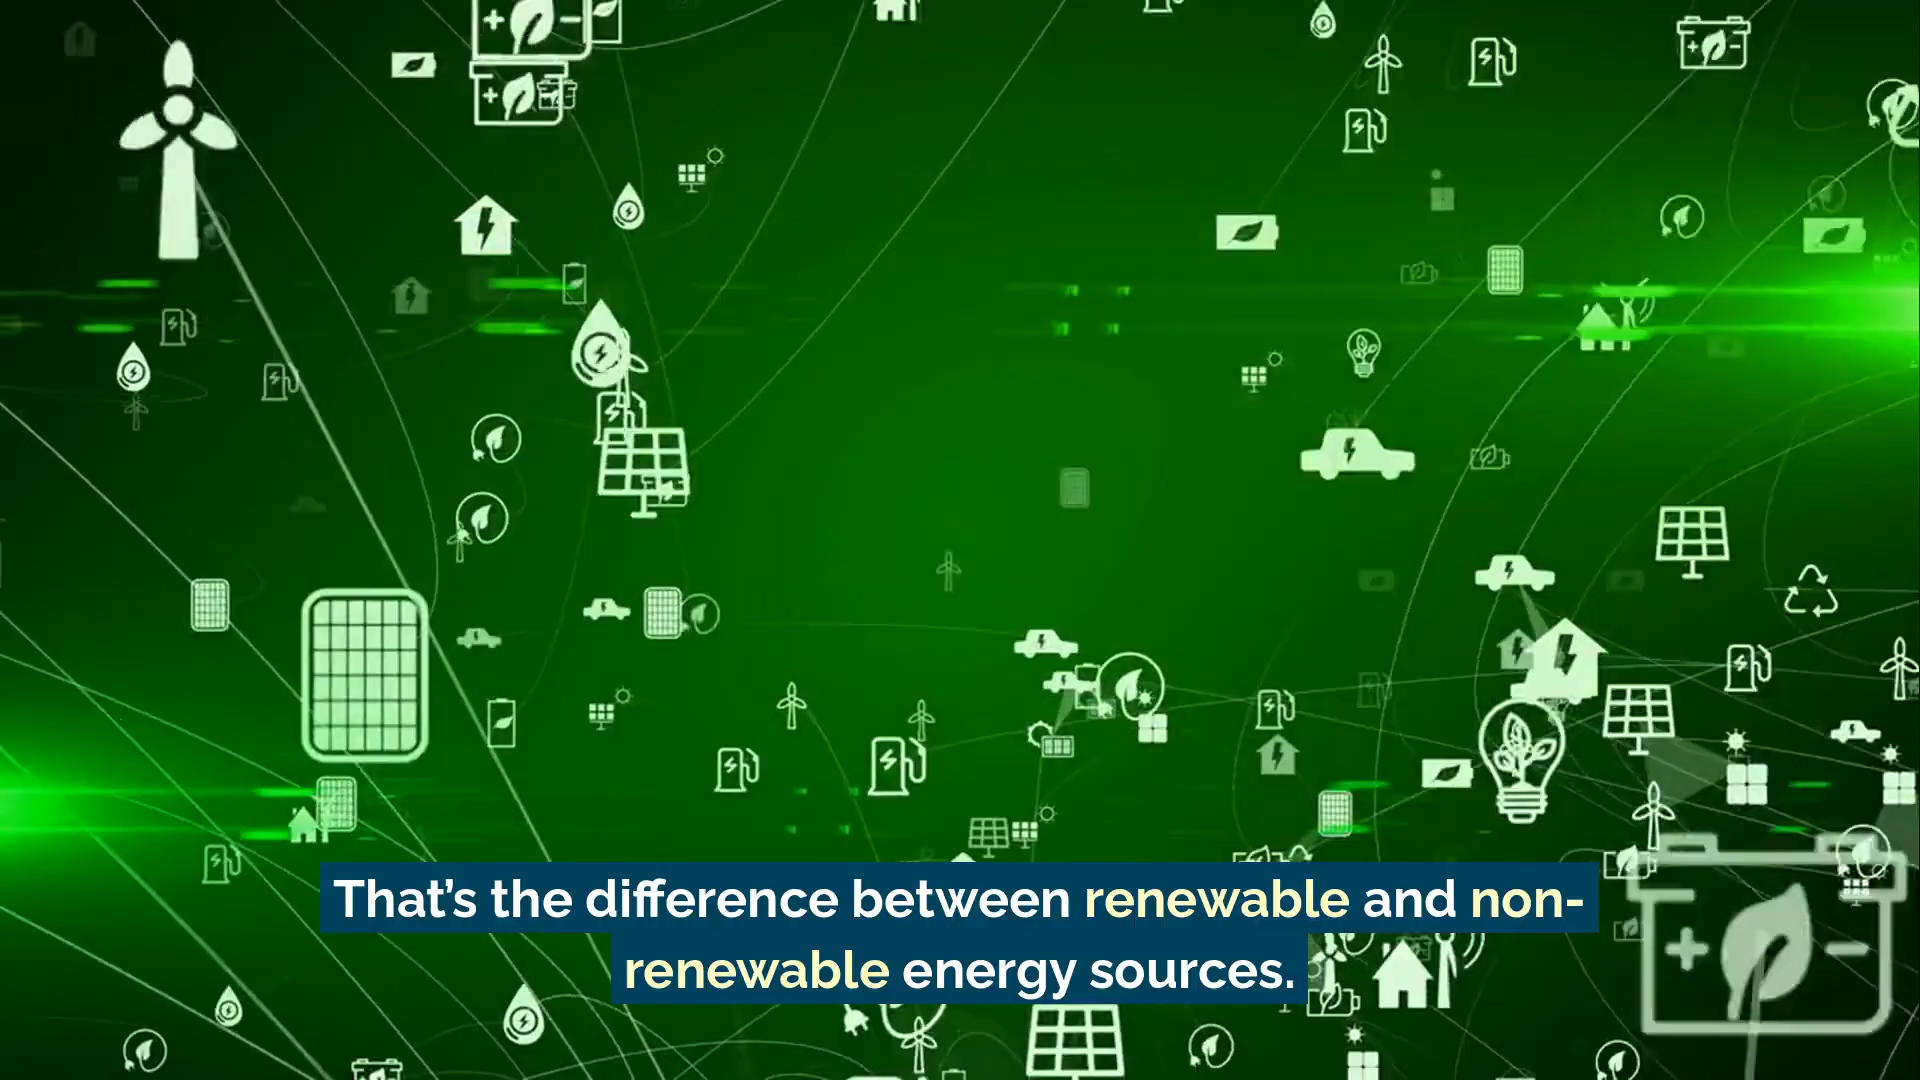 That’s the difference between renewable and non-
renewable energy sources.